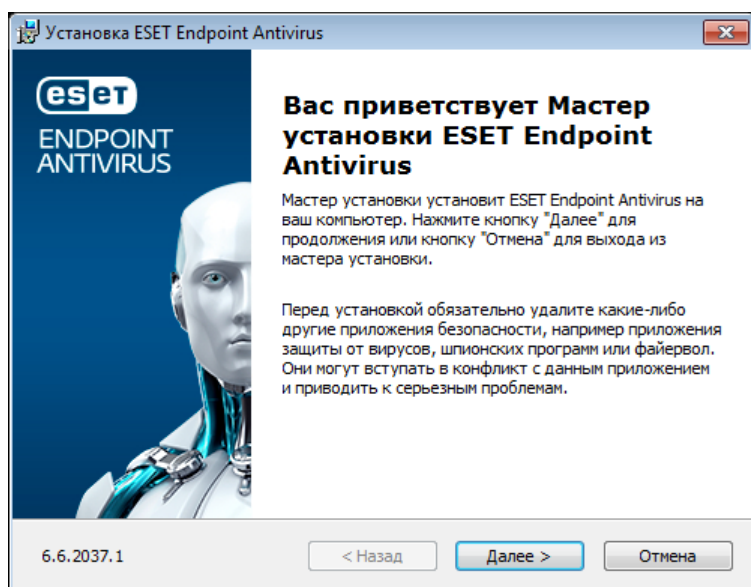 Установка ESET Endpoint Antivirus
eset
ENDPOINT
ANTIVIRUS
Вас приветствует Мастер
установки ESET Endpoint
Antivirus
Мастер установки установит ESET Endpoint Antivirus на
ваш компьютер. Нажмите кнопку "Далее" для
продолжения или кнопку "Отмена" для выхода из
мастера установки.
Перед установкой обязательно удалите какие-либо
другие приложения безопасности, например приложения
защиты от вирусов, шпионских программ или файервол.
Они могут вступать в конфликт с данным приложением
и приводить к серьезным проблемам.
6.6.2037.1
< Назад
Далее >
Отмена